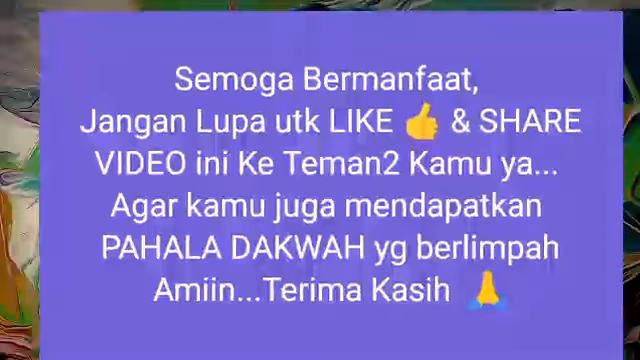 Semoga Bermanfaat,
Jangan Lupa utk LIKE 👍 & SHARE
VIDEO ini Ke Teman2 Kamu ya...
Agar kamu juga mendapatkan
PAHALA DAKWAH yg berlimpah
Amiin...Terima Kasih 🙏